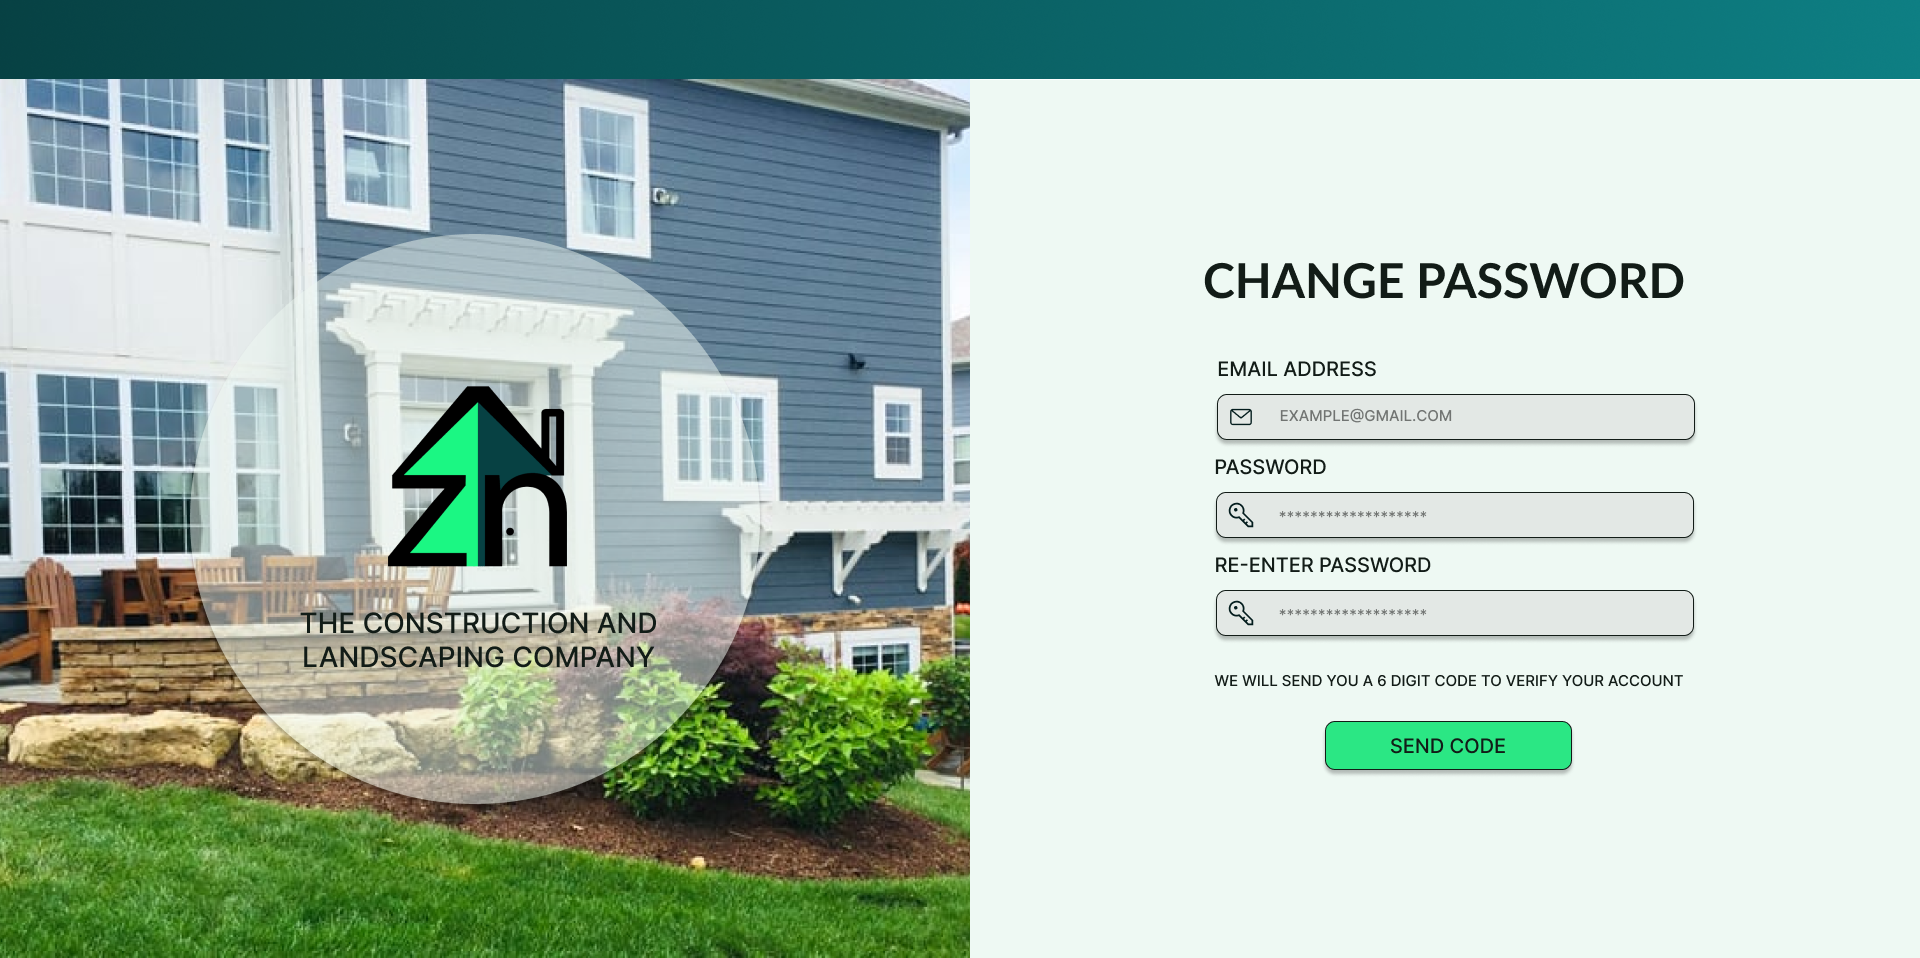 zn
THE CONSTRUCTION AND
LANDSCAPING COMPANY
CHANGE PASSWORD
EMAIL ADDRESS
EXAMPLE@GMAIL.COM
PASSWORD
*******************
RE-ENTER PASSWORD
*******************
WE WILL SEND YOU A 6 DIGIT CODE TO VERIFY YOUR ACCOUNT
SEND CODE